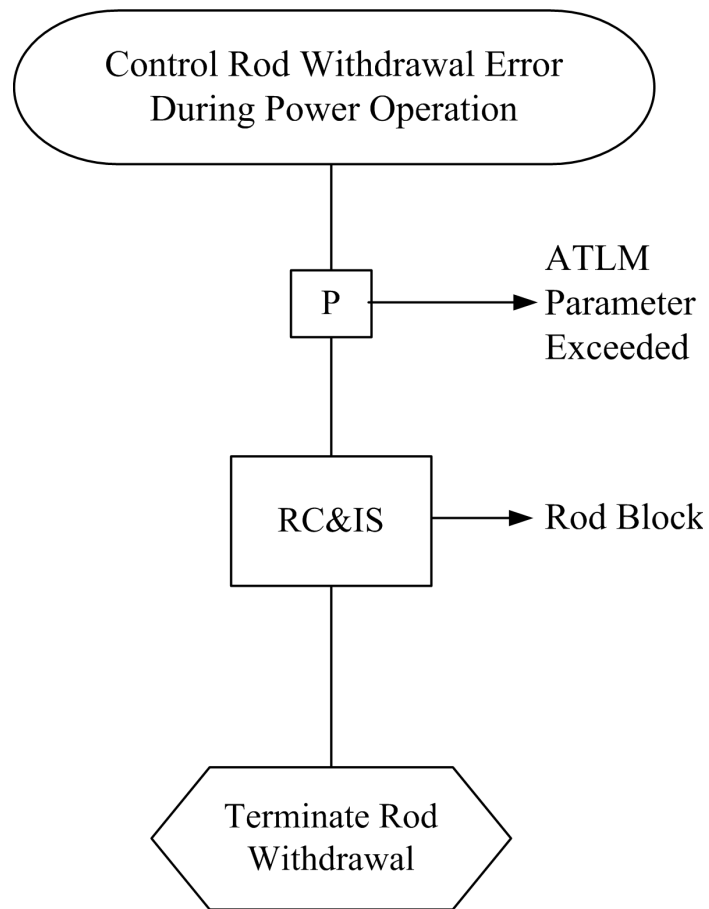 Control Rod Withdrawal Error
During Power Operation
P
ATLM
Parameter
Exceeded
RC&IS
Rod Block
Terminate Rod
Withdrawal